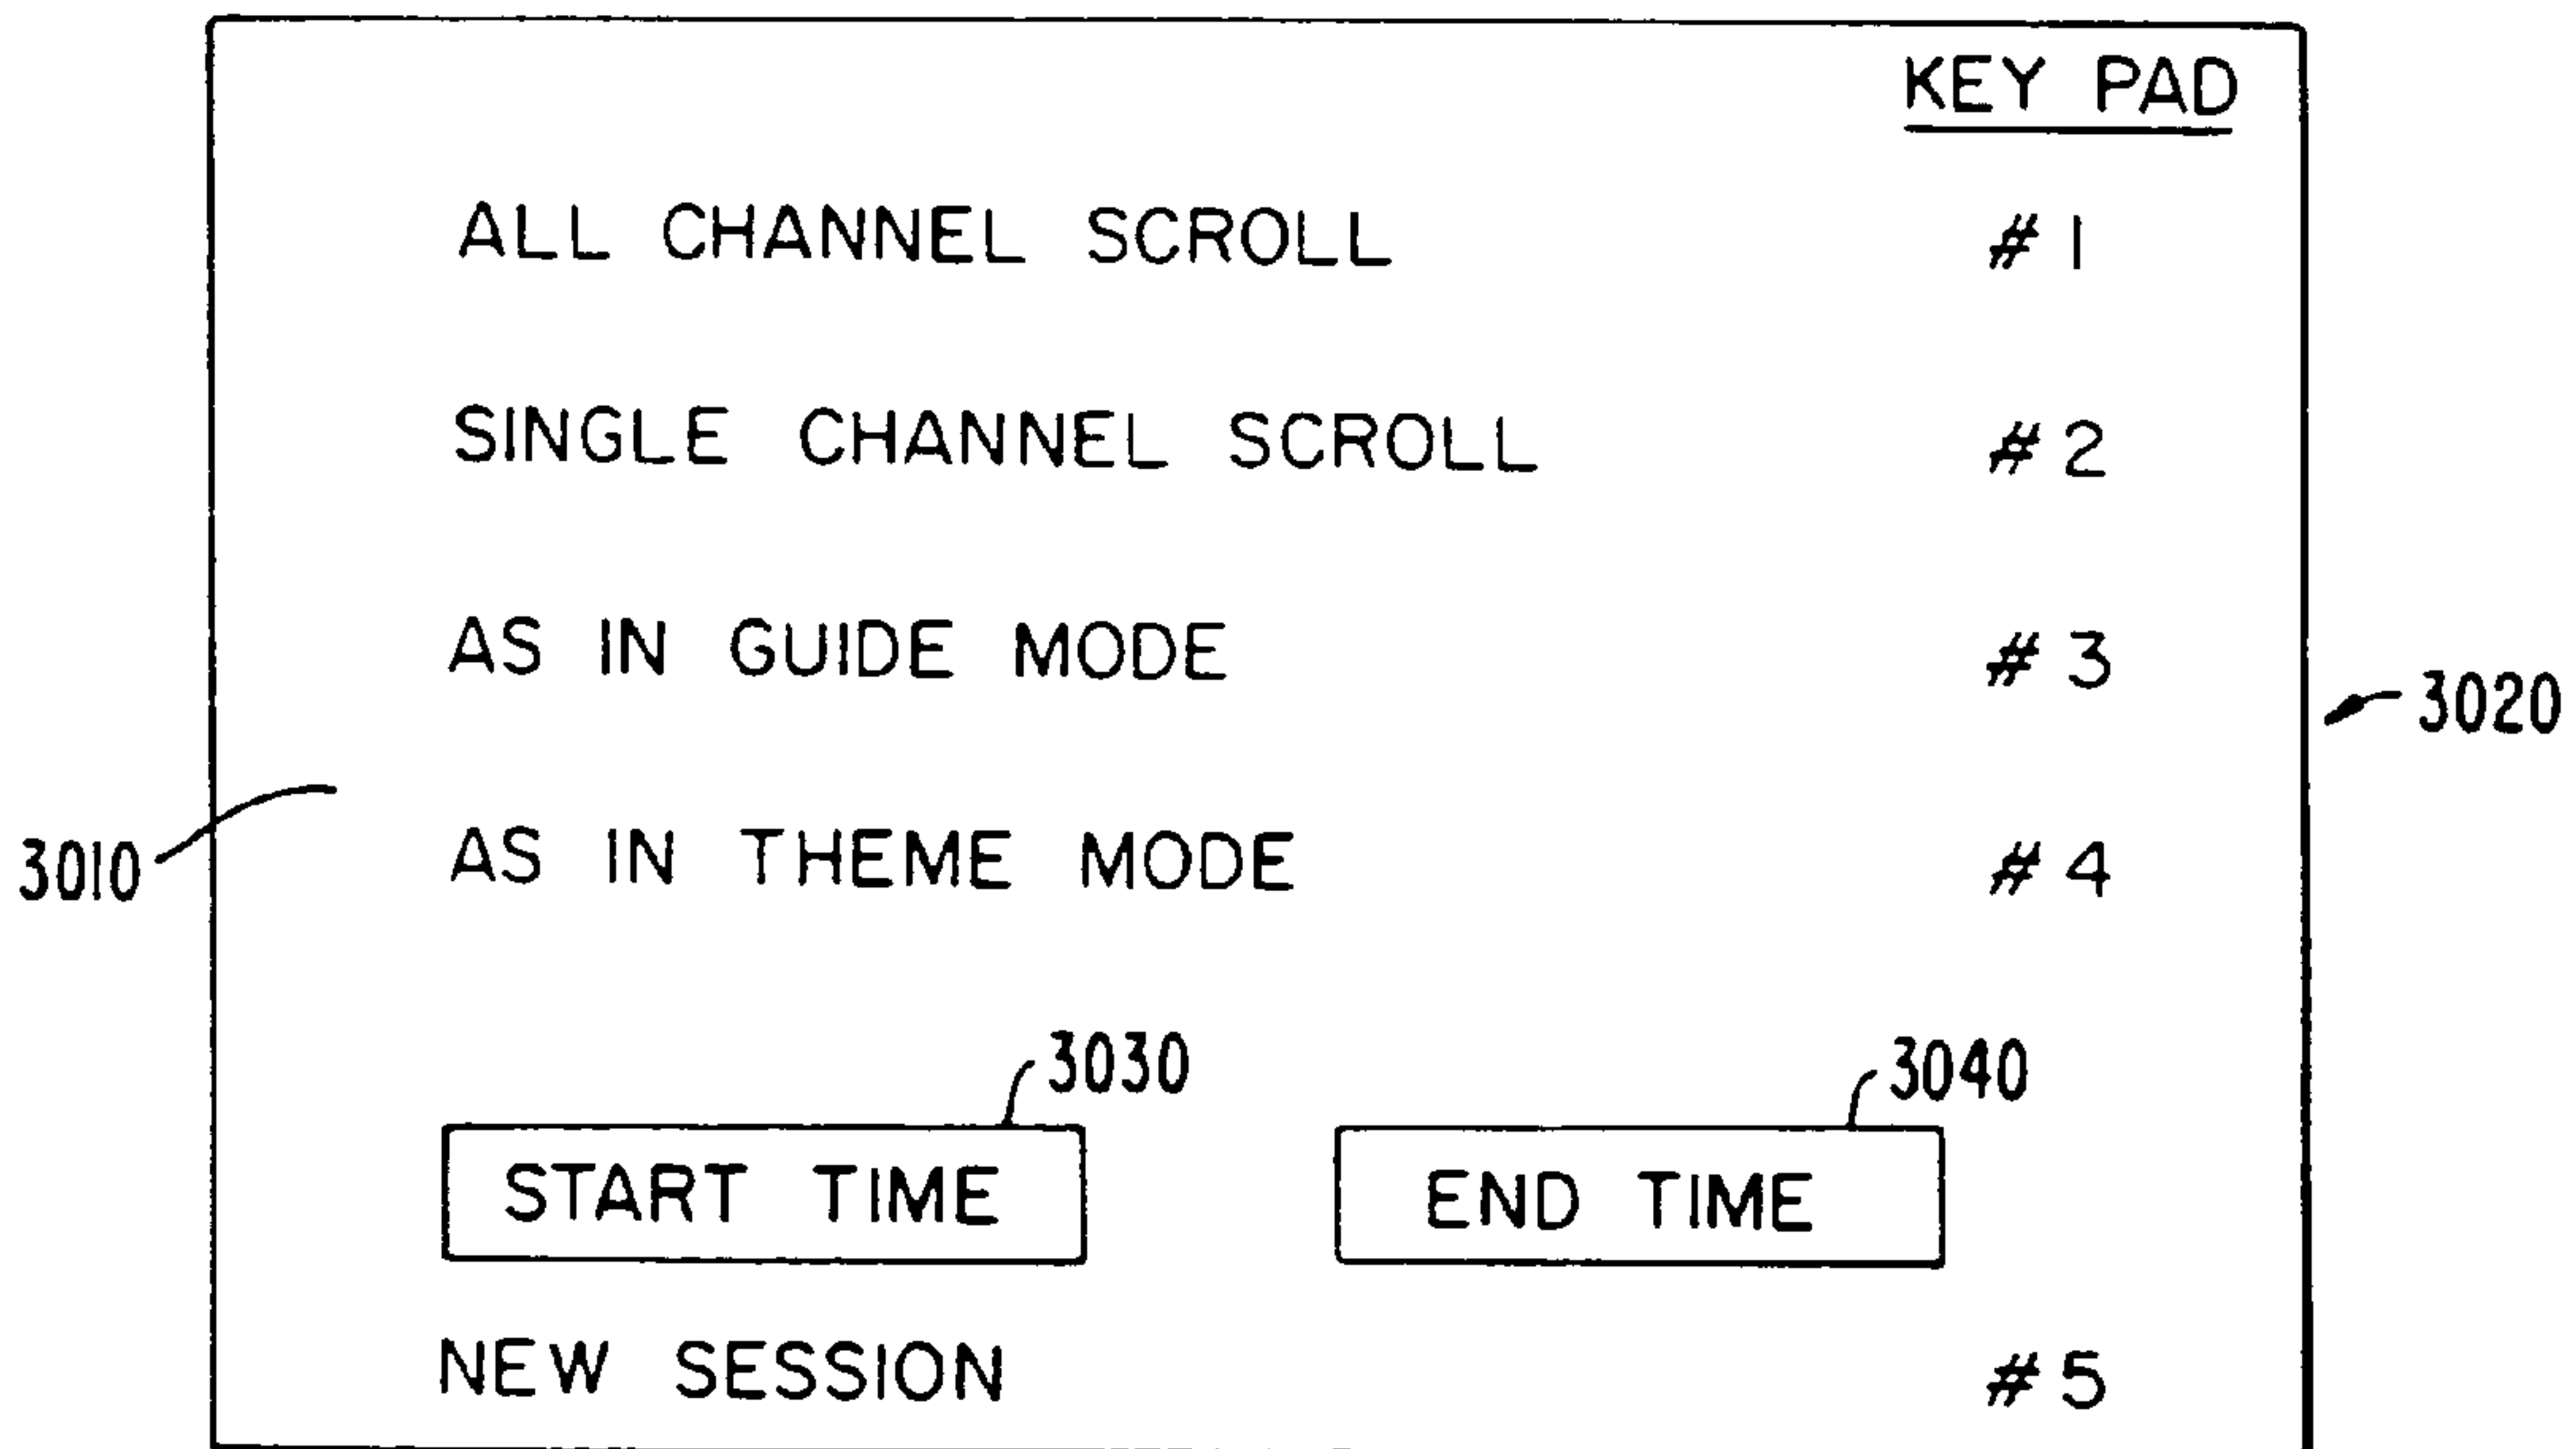 KEY PAD
ALL CHANNEL SCROLL #1
SINGLE CHANNEL SCROLL #2
AS IN GUIDE MODE #3
3020
AS IN THEME MODE #4
3010
3030 3040
START TIME END TIME
NEW SESSION #5